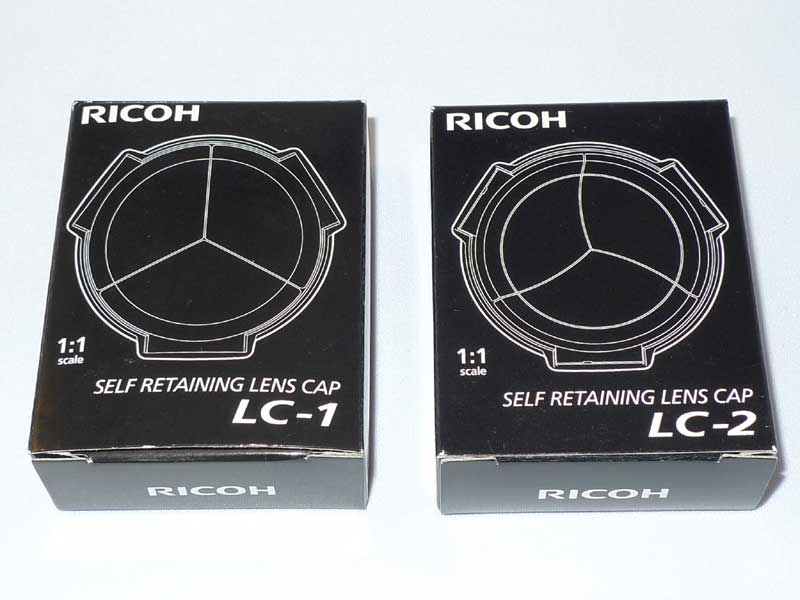 RICOH
1:1
scale
SELF RETAINING LENS CAP
LC-1
RICOH
RICOH
1:1
scale
SELF RETAINING LENS CAP
LC-2
RICOH